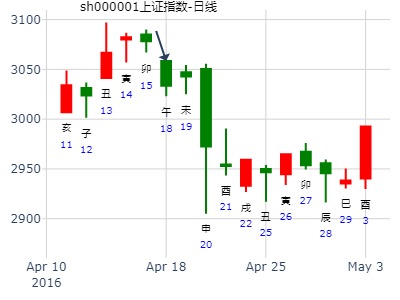 sh000001上证指数-日线
3100
3050
3000
2950
2900
亥
11
子
12
丑
13
寅
14
卯
15
午
18
未
19
申
20
酉
21
戌
22
丑
25
寅
26
卯
27
辰
28
巳
29
酉
3
Apr 10
2016
Apr 18
Apr 25
May 3